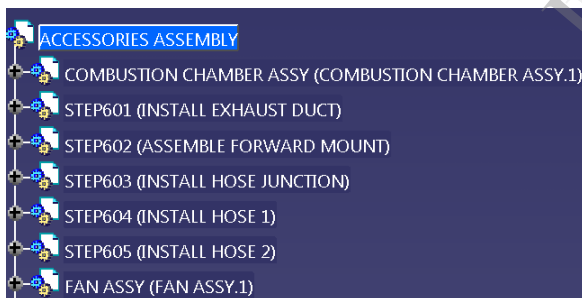 ACCESSORIES ASSEMBLY
COMBUSTION CHAMBER ASSY (COMBUSTION CHAMBER ASSY.1)
STEP601 (INSTALL EXHAUST DUCT)
STEP602 (ASSEMBLE FORWARD MOUNT)
STEP603 (INSTALL HOSE JUNCTION)
STEP604 (INSTALL HOSE 1)
STEP605 (INSTALL HOSE 2)
FAN ASSY (FAN ASSY.1)